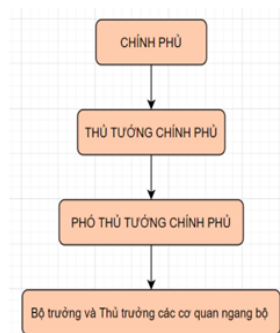 CHÍNH PHỦ
THỦ TƯỚNG CHÍNH PHỦ
PHÓ THỦ TƯỚNG CHÍNH PHỦ
Bộ trưởng và Thủ trưởng các cơ quan ngang bộ